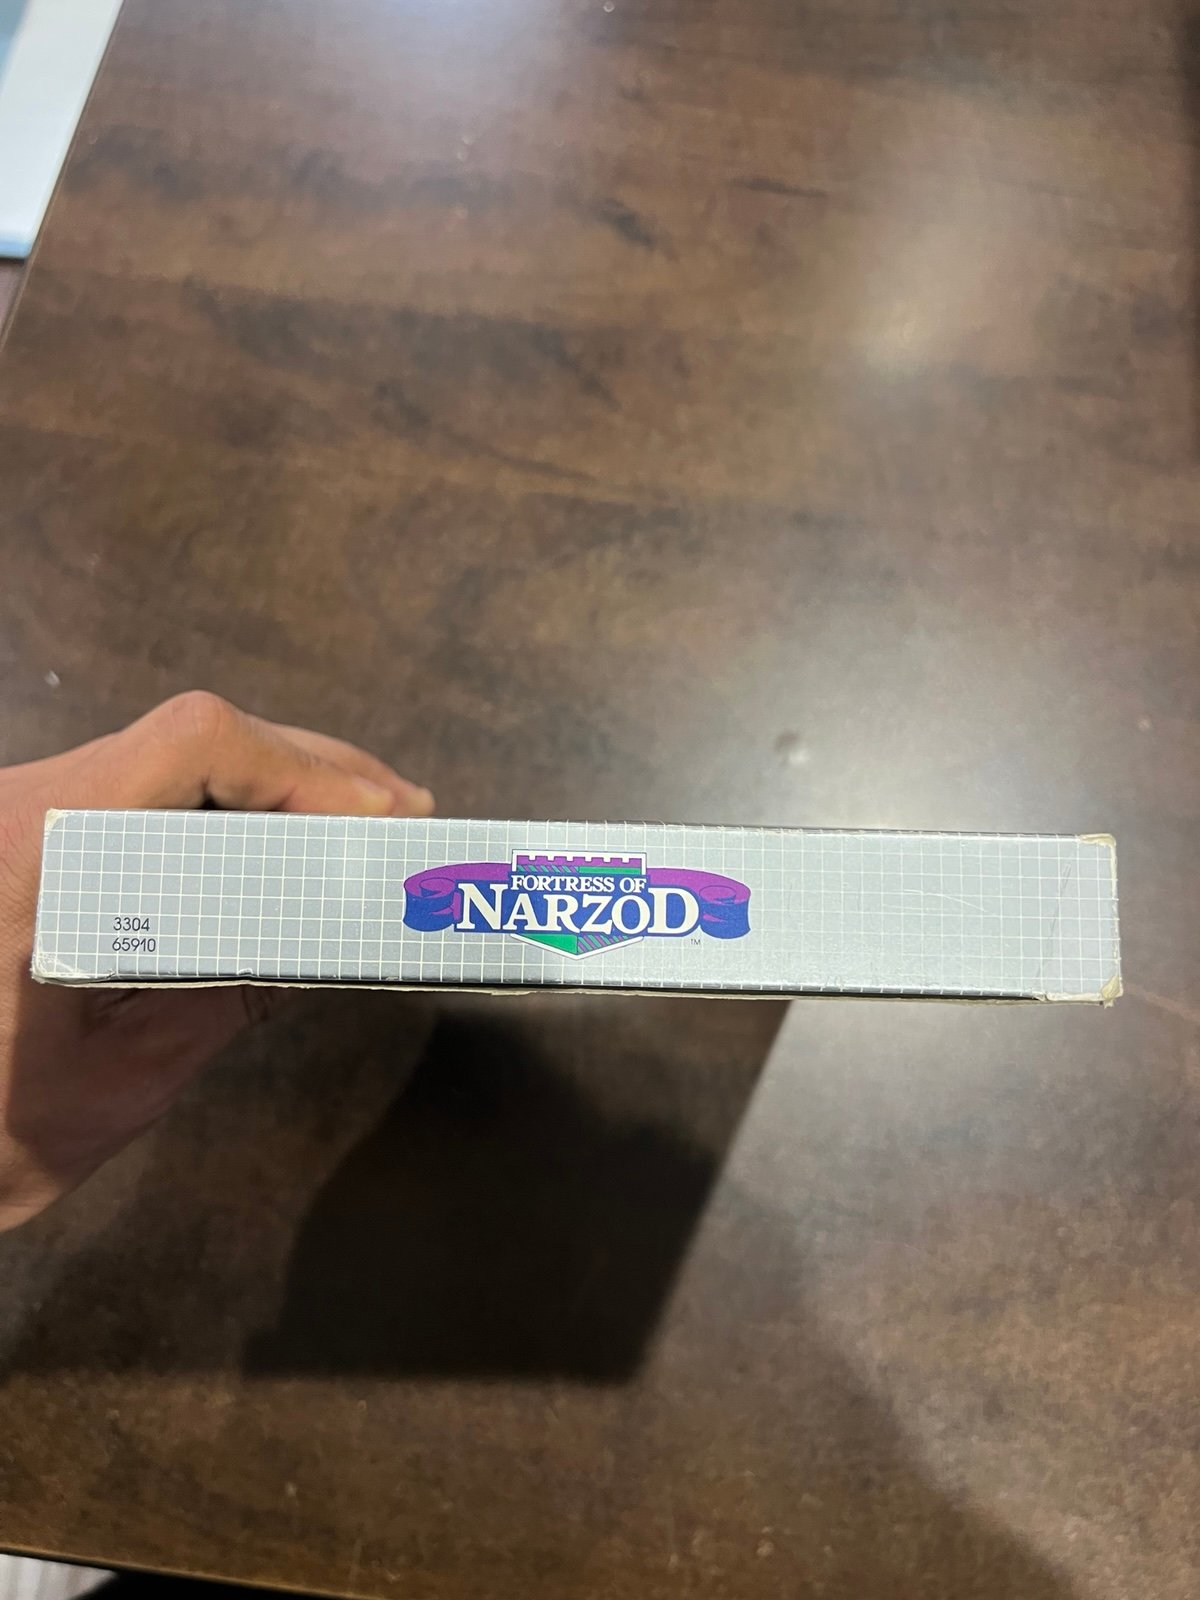 FORTRESS OF
NARZOD
TM
3304
65910